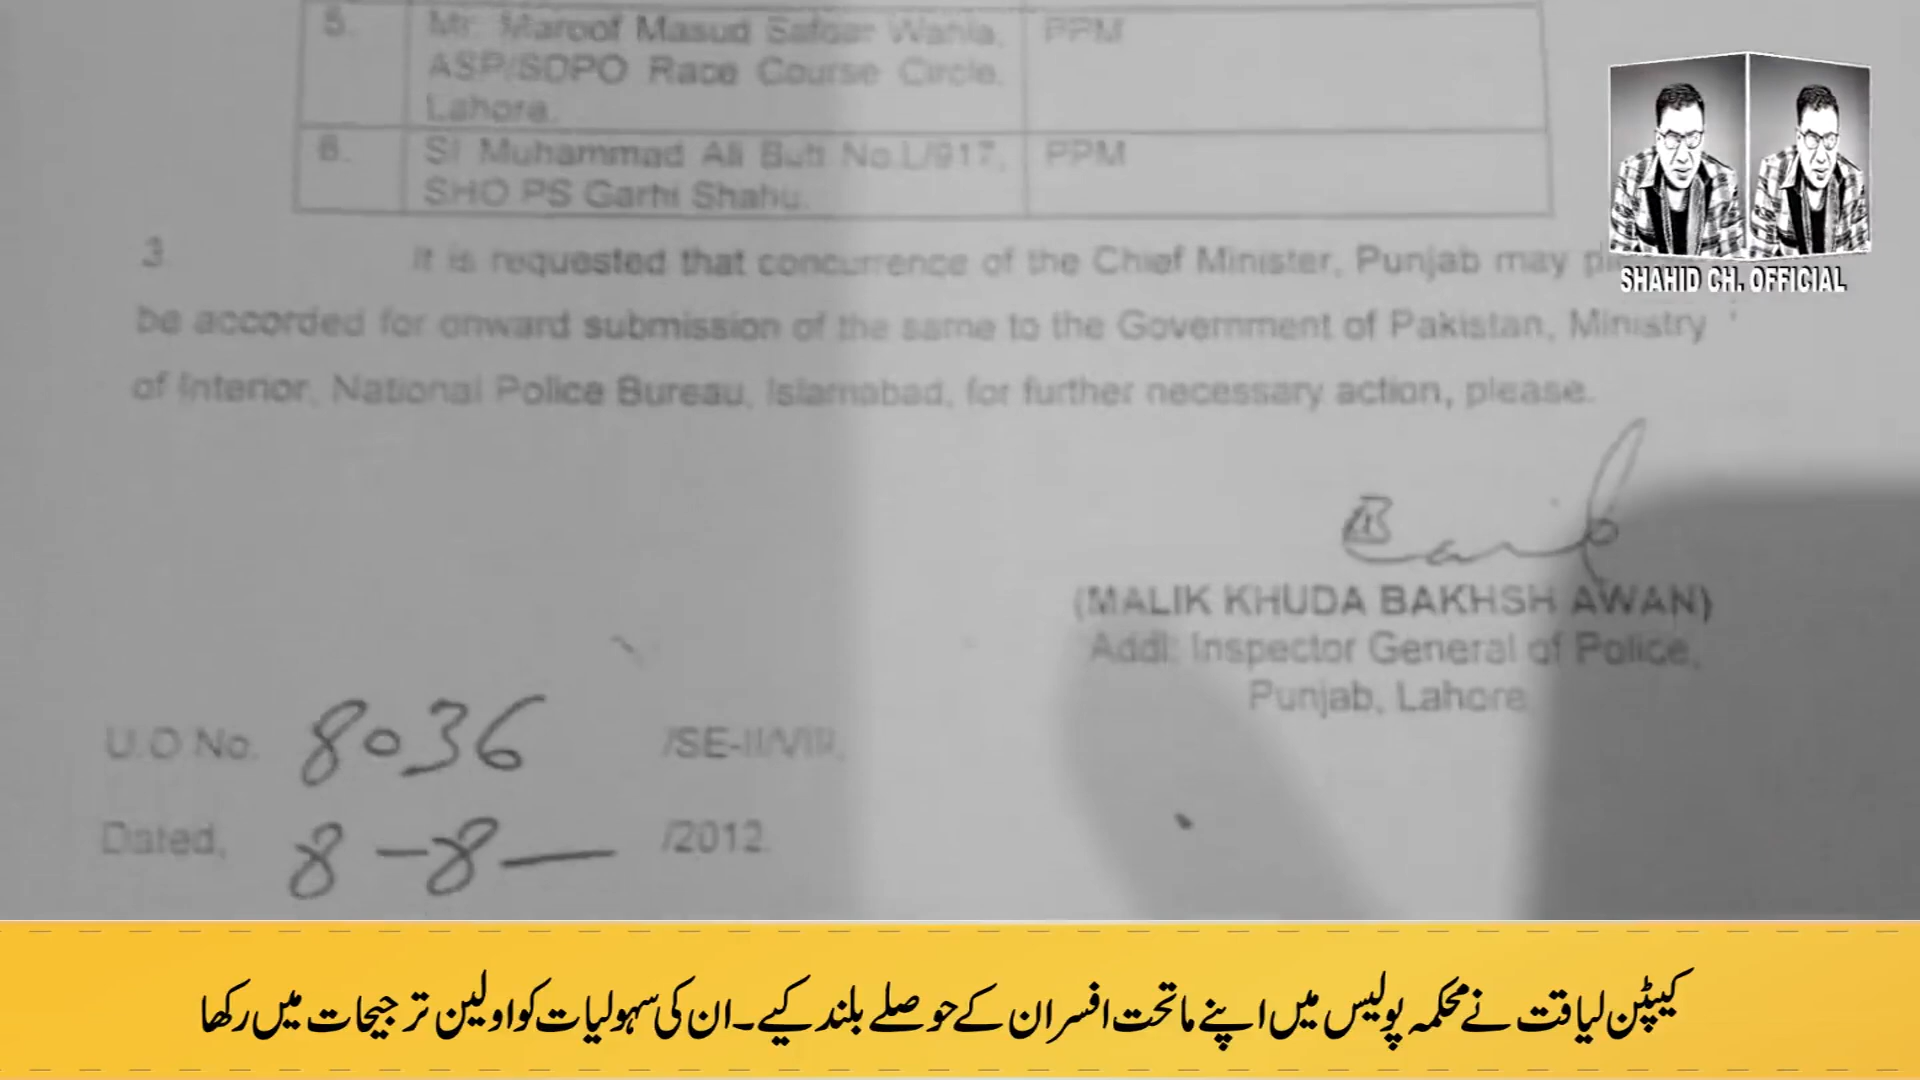 5. Mr. Maroof Masud Safdar Wahla, PPM
ASP/SDPO Race Course Circle,
Lahore.
6. SI Muhammad Ali Butt No.L/917, PPM
SHO PS Garhi Shahu.
3. It is requested that concurrence of the Chief Minister, Punjab may
be accorded for onward submission of the same to the Government of Pakistan, Ministry
of Interior, National Police Bureau, Islamabad, for further necessary action, please.
(MALIK KHUDA BAKHSH AWAN)
Addl: Inspector General of Police,
Punjab, Lahore
U.O No. 8036 /SE-II/VIII,
Dated, 8-8- /2012.
SHAHID CH. OFFICIAL
کیپٹن لیاقت نے محکمہ پولیس میں اپنے ماتحت افسران کے حوصلے بلند کیے۔ ان کی سہولیات کو اولین ترجیحات میں رکھا